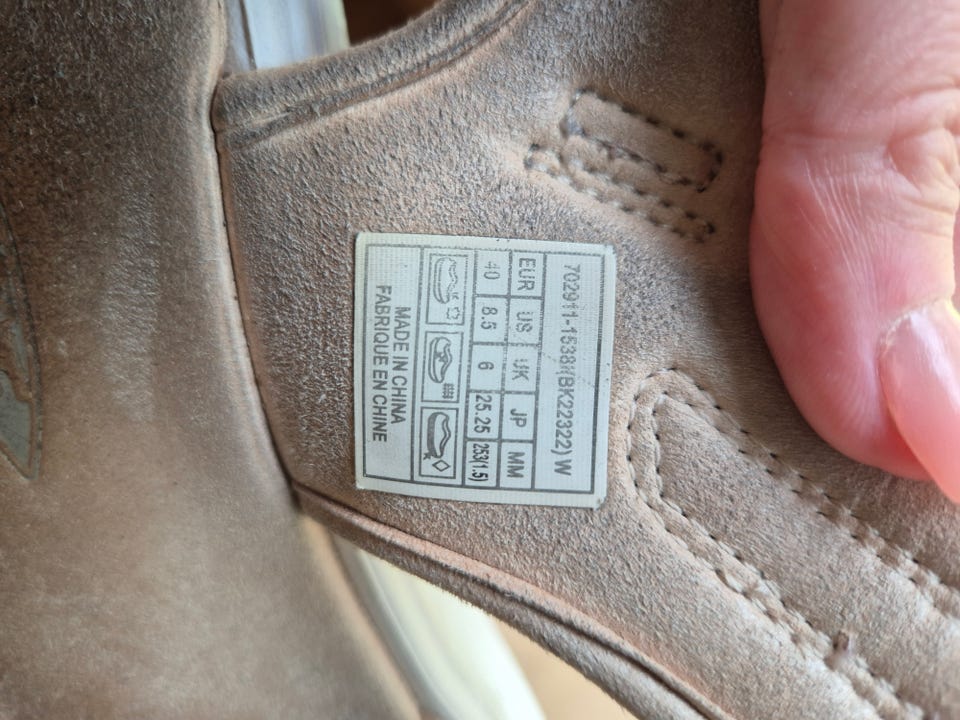 702911-1538I(BK22322) W
EUR US UK JP MM
40 8.5 6 25.25 253(1.5)
MADE IN CHINA
FABRIQUE EN CHINE